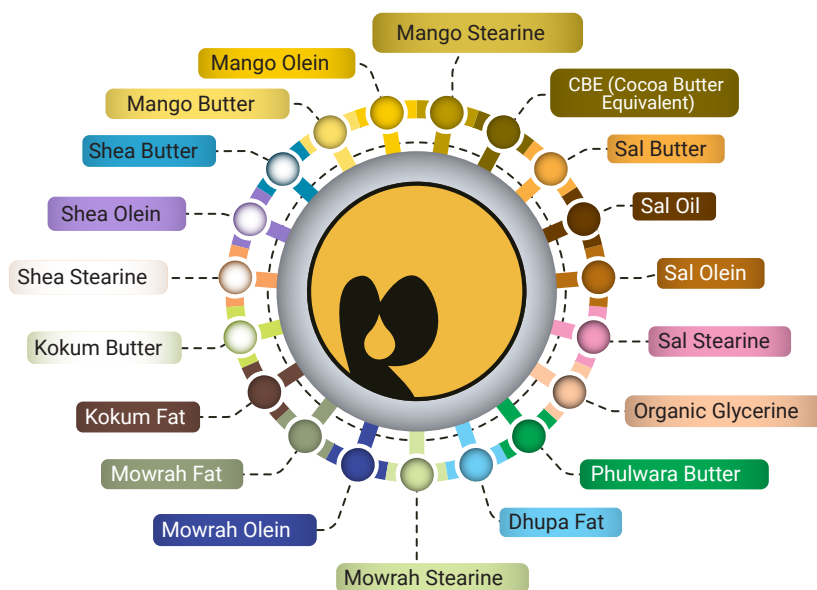 Mango Stearine
Mango Olein
CBE (Cocoa Butter
Equivalent)
Mango Butter
Sal Butter
Shea Butter
Sal Oil
Shea Olein
Sal Olein
Shea Stearine
Sal Stearine
Kokum Butter
Organic Glycerine
Kokum Fat
Phulwara Butter
Mowrah Fat
Dhupa Fat
Mowrah Olein
Mowrah Stearine